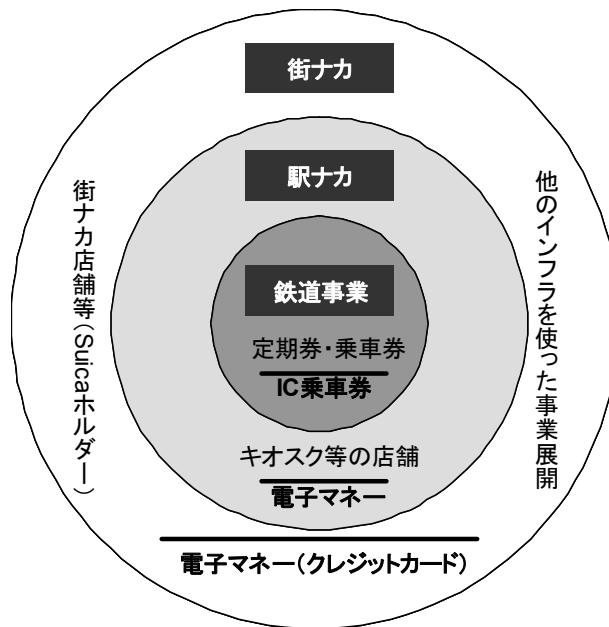 街ナカ
駅ナカ
鉄道事業
定期券・乗車券
IC乗車券
キオスク等の店舗
電子マネー
電子マネー（クレジットカード）
街ナカ店舗等（Suicaホルダー）
他のインフラを使った事業展開